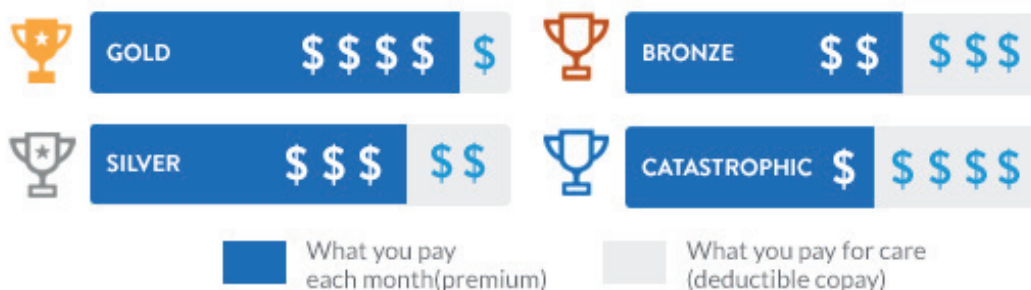 GOLD $ $ $ $ $
BRONZE $ $ $ $ $
SILVER $ $ $ $ $
CATASTROPHIC $ $ $ $ $
What you pay
each month(premium)
What you pay for care
(deductible copay)